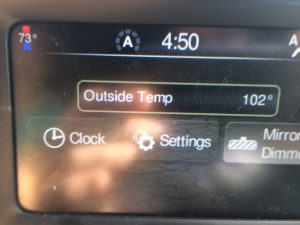 73° A 4:50 A
Outside Temp 102°
Clock Settings Mirror
Dimm